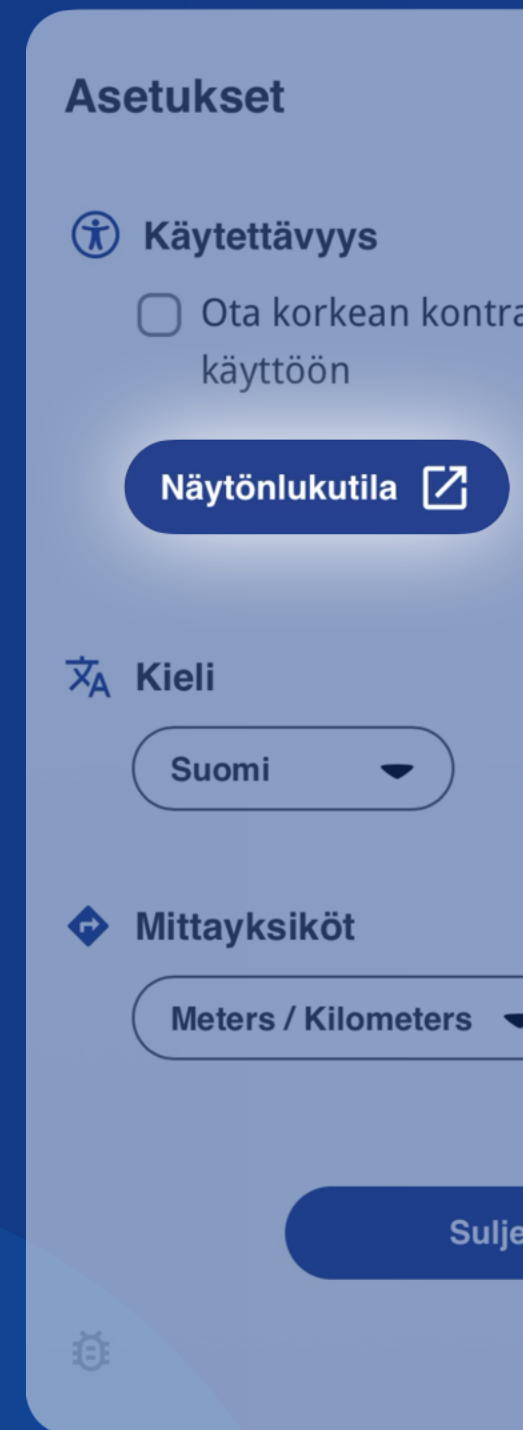 Asetukset
Käytettävyys
Ota korkean kontra
käyttöön
Näytönlukutila
Kieli
Suomi
Mittayksiköt
Meters / Kilometers
Sulje